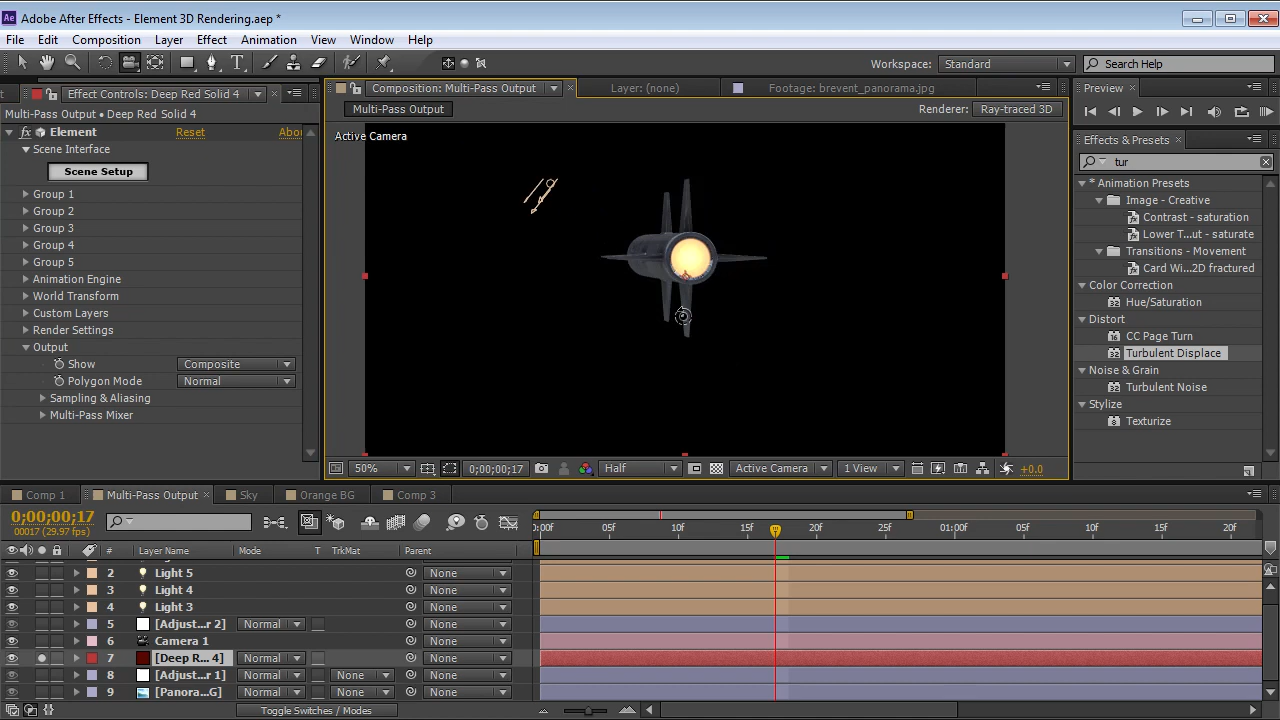 Adobe After Effects - Element 3D Rendering.aep *
File Edit Composition Layer Effect Animation View Window Help
Workspace: Standard Search Help
Effect Controls: Deep Red Solid 4
Composition: Multi-Pass Output
Layer: (none)
Footage: brevent_panorama.jpg
Preview
Multi-Pass Output • Deep Red Solid 4
Multi-Pass Output
Renderer: Ray-traced 3D
Element Reset Abou
Scene Interface
Scene Setup
Group 1
Group 2
Group 3
Group 4
Group 5
Animation Engine
World Transform
Custom Layers
Render Settings
Output
Show Composite
Polygon Mode Normal
Sampling & Aliasing
Multi-Pass Mixer
Active Camera
50% 0;00;00;17 Half Active Camera 1 View +0.0
Effects & Presets
tur
* Animation Presets
Image - Creative
Contrast - saturation
Lower T...ut - saturate
Transitions - Movement
Card Wi...2D fractured
Color Correction
Hue/Saturation
Distort
CC Page Turn
Turbulent Displace
Noise & Grain
Turbulent Noise
Stylize
Texturize
Comp 1 Multi-Pass Output Sky Orange BG Comp 3
0;00;00;17
00017 (29.97 fps)
0:00f 05f 10f 15f 20f 01:00f 05f 10f 15f 20f
# Layer Name Mode T TrkMat Parent
2 Light 5 None
3 Light 4 None
4 Light 3 None
5 [Adjust...r 2] Normal None
6 Camera 1 None
7 [Deep R... 4] Normal None
8 [Adjust...r 1] Normal None None
9 [Panora...G] Normal None None
Toggle Switches / Modes